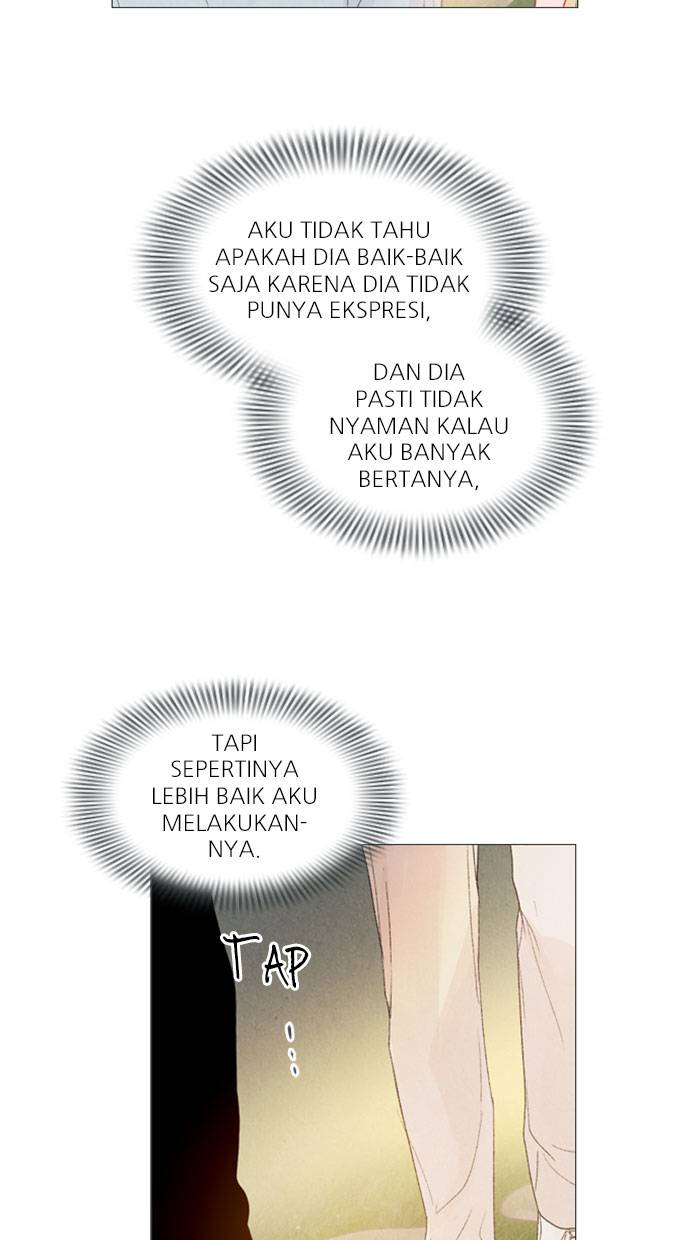 AKU TIDAK TAHU
APAKAH DIA BAIK-BAIK
SAJA KARENA DIA TIDAK
PUNYA EKSPRESI,
DAN DIA
PASTI TIDAK
NYAMAN KALAU
AKU BANYAK
BERTANYA,
TAPI
SEPERTINYA
LEBIH BAIK AKU
MELAKUKAN-
NYA.
TAP
...